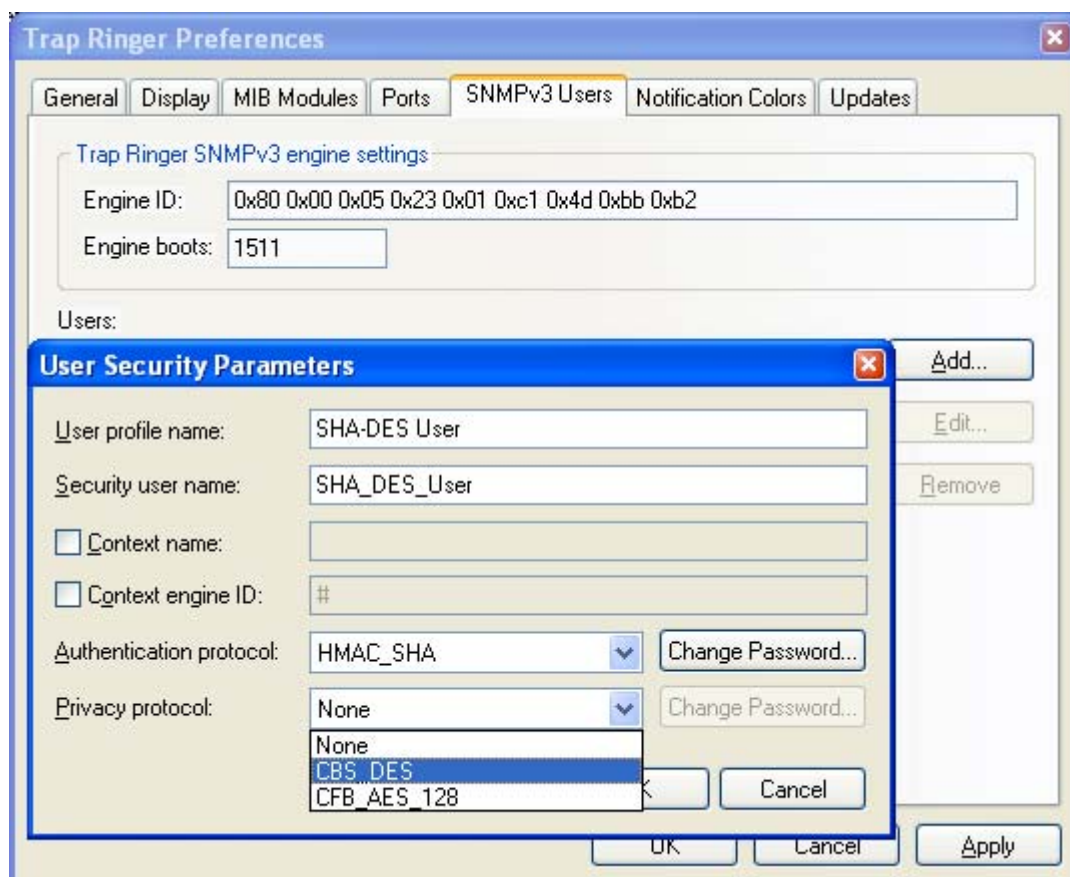 Trap Ringer Preferences
General Display MIB Modules Ports SNMPv3 Users Notification Colors Updates
Trap Ringer SNMPv3 engine settings
Engine ID: 0x80 0x00 0x05 0x23 0x01 0xc1 0x4d 0xbb 0xb2
Engine boots: 1511
Users:
User Security Parameters
Add...
User profile name: SHA-DES User
Edit...
Security user name: SHA_DES_User
Remove
Context name:
Context engine ID: #
Authentication protocol: HMAC_SHA Change Password...
Privacy protocol: None Change Password...
None
CBS_DES
CFB_AES_128
Cancel
OK Cancel Apply